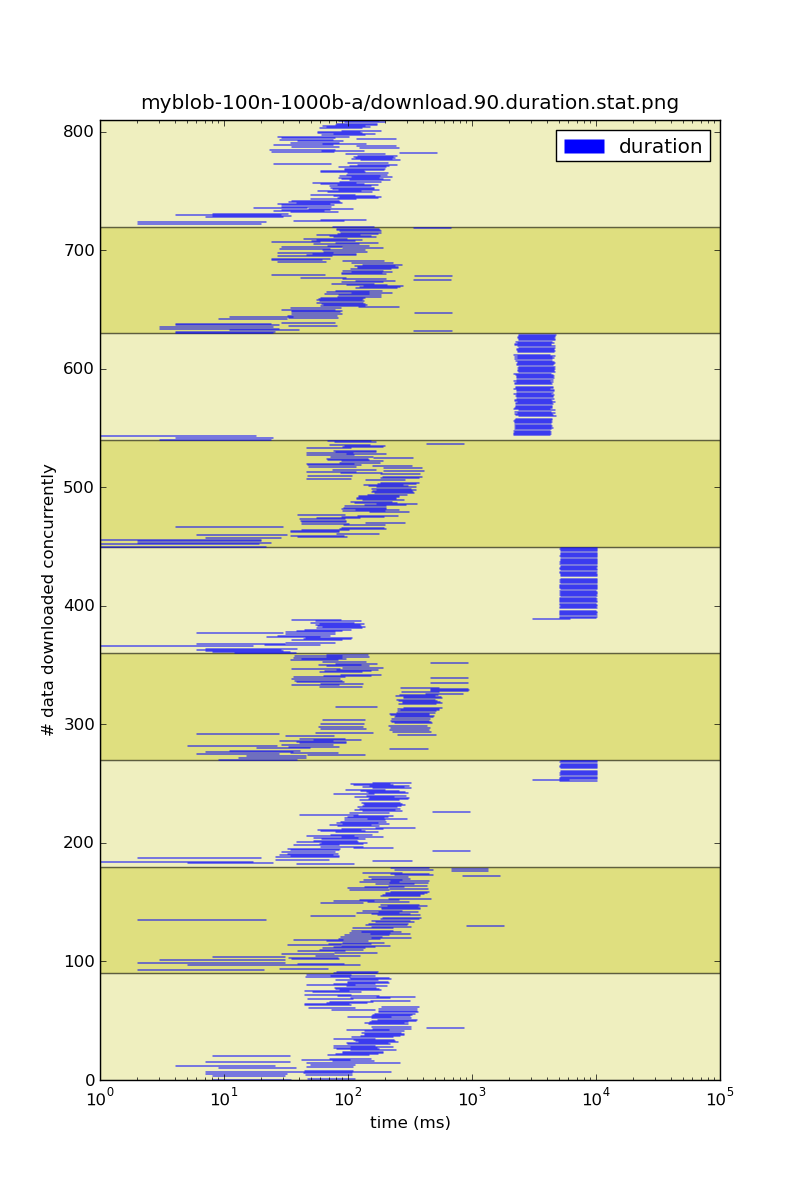 myblob-100n-1000b-a/download.90.duration.stat.png
duration
800
700
600
500
400
300
200
100
0
# data downloaded concurrently
10^0 10^1 10^2 10^3 10^4 10^5
time (ms)